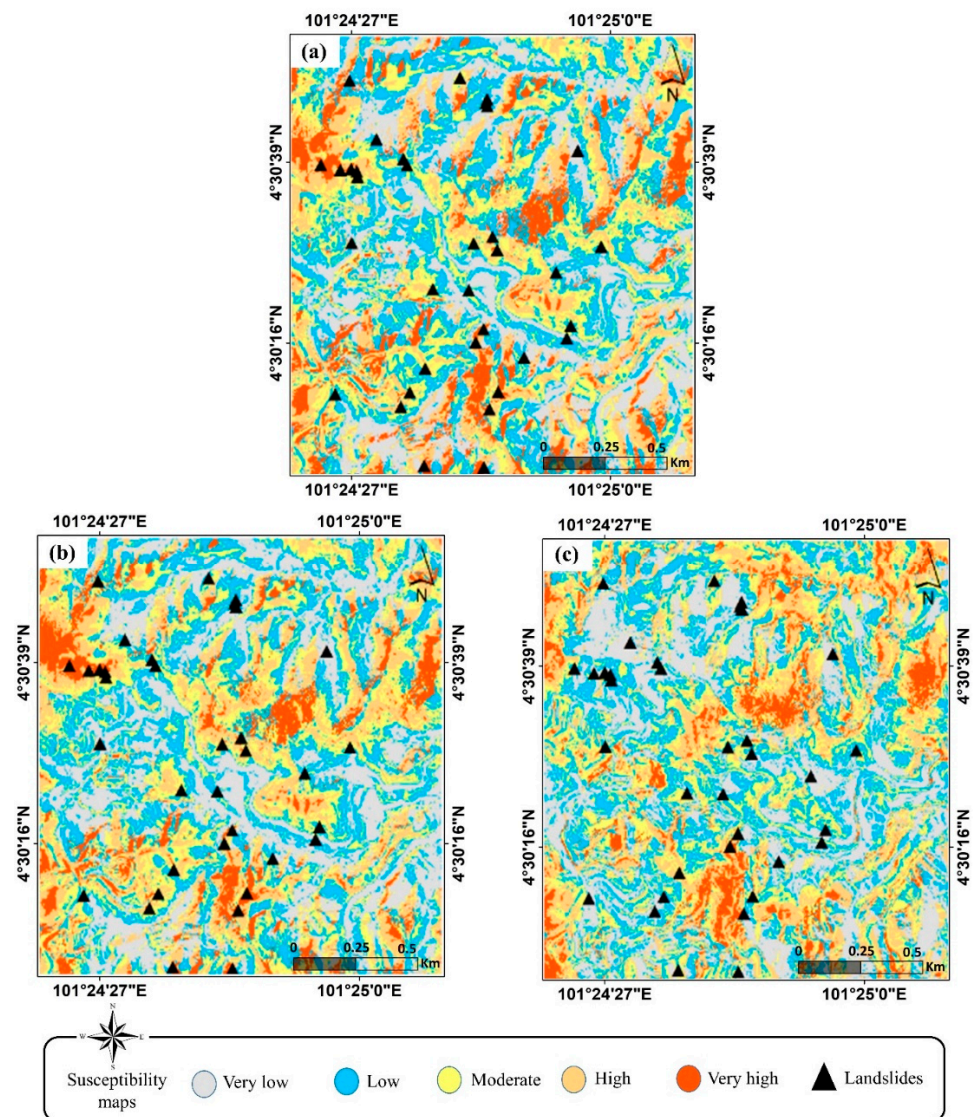 101°24'27"E 101°25'0"E
(a)
N
4°30'39"N 4°30'39"N
4°30'16"N 4°30'16"N
0 0.25 0.5
Km
101°24'27"E 101°25'0"E
101°24'27"E 101°25'0"E
(b)
N
4°30'39"N 4°30'39"N
4°30'16"N 4°30'16"N
0 0.25 0.5
Km
101°24'27"E 101°25'0"E
101°24'27"E 101°25'0"E
(c)
N
4°30'39"N 4°30'39"N
4°30'16"N 4°30'16"N
0 0.25 0.5
Km
101°24'27"E 101°25'0"E
N
W E
S
Susceptibility
maps
Very low
Low
Moderate
High
Very high
Landslides